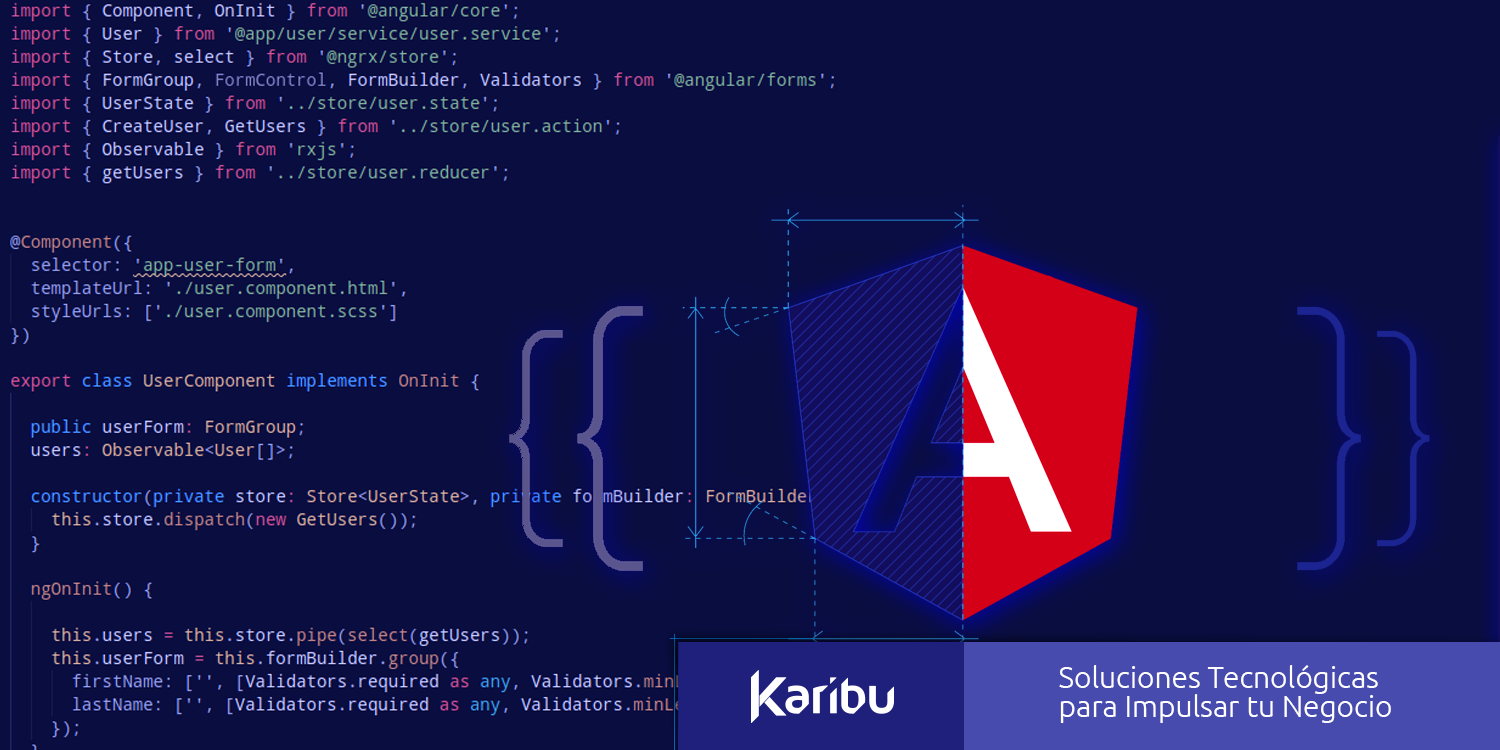 import { Component, OnInit } from '@angular/core';
import { User } from '@app/user/service/user.service';
import { Store, select } from '@ngrx/store';
import { FormGroup, FormControl, FormBuilder, Validators } from '@angular/forms';
import { UserState } from '../store/user.state';
import { CreateUser, GetUsers } from '../store/user.action';
import { Observable } from 'rxjs';
import { getUsers } from '../store/user.reducer';
@Component({
selector: 'app-user-form',
templateUrl: './user.component.html',
styleUrls: ['./user.component.scss']
})
export class UserComponent implements OnInit {
public userForm: FormGroup;
users: Observable<User[]>;
constructor(private store: Store<UserState>, private formBuilder: FormBuilde
this.store.dispatch(new GetUsers());
}
ngOnInit() {
this.users = this.store.pipe(select(getUsers));
this.userForm = this.formBuilder.group({
firstName: ['', [Validators.required as any, Validators.minL
lastName: ['', [Validators.required as any, Validators.minLe
});
{ { A } }
Karibu
Soluciones Tecnológicas
para Impulsar tu Negocio